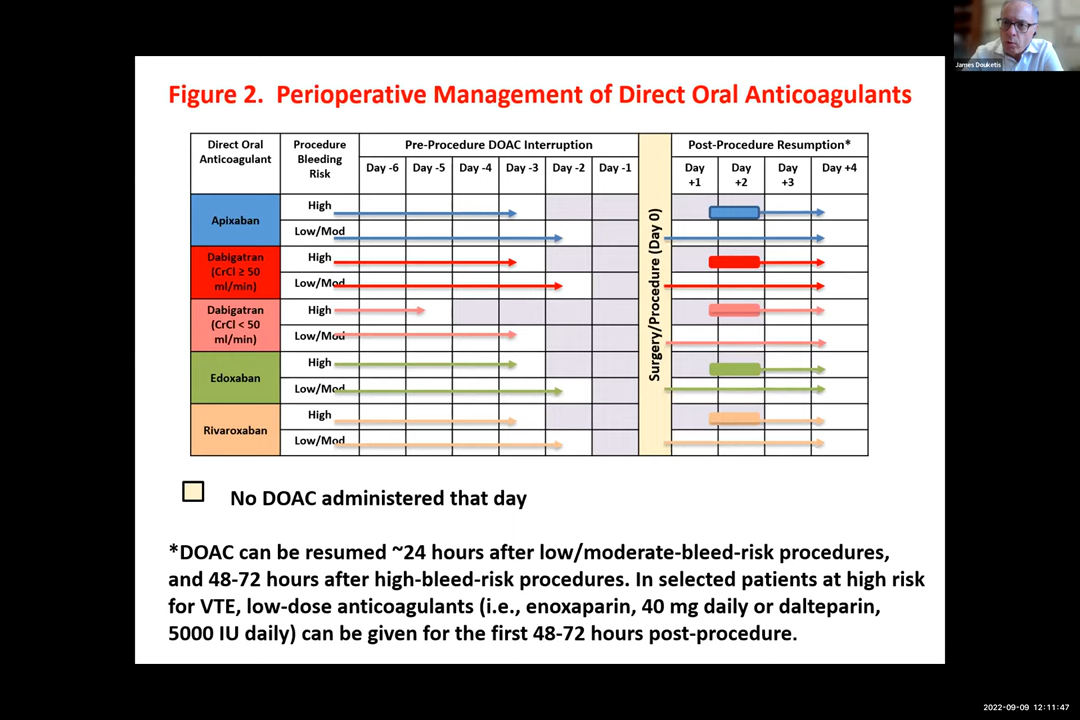 James Douketis
Figure 2. Perioperative Management of Direct Oral Anticoagulants
Direct Oral Anticoagulant
Procedure Bleeding Risk
Pre-Procedure DOAC Interruption
Post-Procedure Resumption*
Day -6 Day -5 Day -4 Day -3 Day -2 Day -1
Day +1 Day +2 Day +3 Day +4
Surgery/Procedure (Day 0)
Apixaban
High
Low/Mod
Dabigatran
(CrCl ≥ 50
ml/min)
High
Low/Mod
Dabigatran
(CrCl < 50
ml/min)
High
Low/Mod
Edoxaban
High
Low/Mod
Rivaroxaban
High
Low/Mod
No DOAC administered that day
*DOAC can be resumed ~24 hours after low/moderate-bleed-risk procedures,
and 48-72 hours after high-bleed-risk procedures. In selected patients at high risk
for VTE, low-dose anticoagulants (i.e., enoxaparin, 40 mg daily or dalteparin,
5000 IU daily) can be given for the first 48-72 hours post-procedure.
2022-09-09 12:11:47